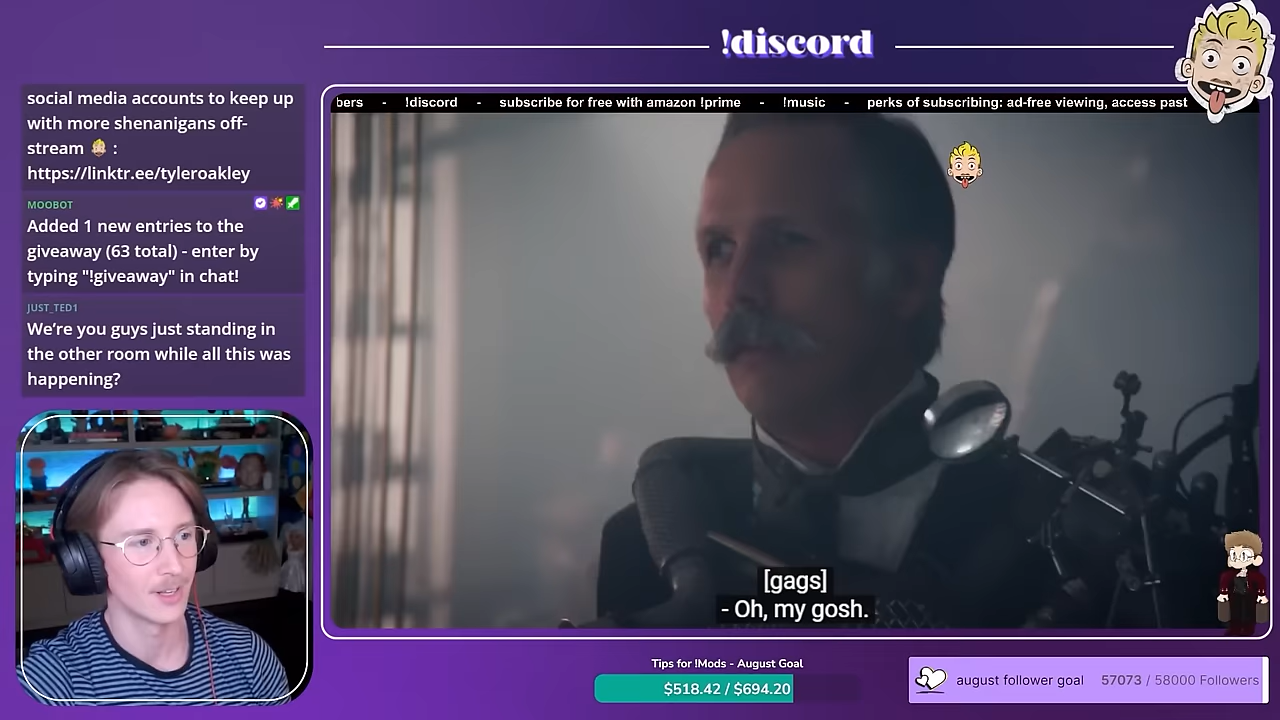 !discord
bers - !discord - subscribe for free with amazon !prime - !music - perks of subscribing: ad-free viewing, access past
social media accounts to keep up
with more shenanigans off-
stream :
https://linktr.ee/tyleroakley
MOOBOT
Added 1 new entries to the
giveaway (63 total) - enter by
typing "!giveaway" in chat!
JUST_TED1
We’re you guys just standing in
the other room while all this was
happening?
[gags]
- Oh, my gosh.
Tips for !Mods - August Goal
$518.42 / $694.20
august follower goal 57073 / 58000 Followers